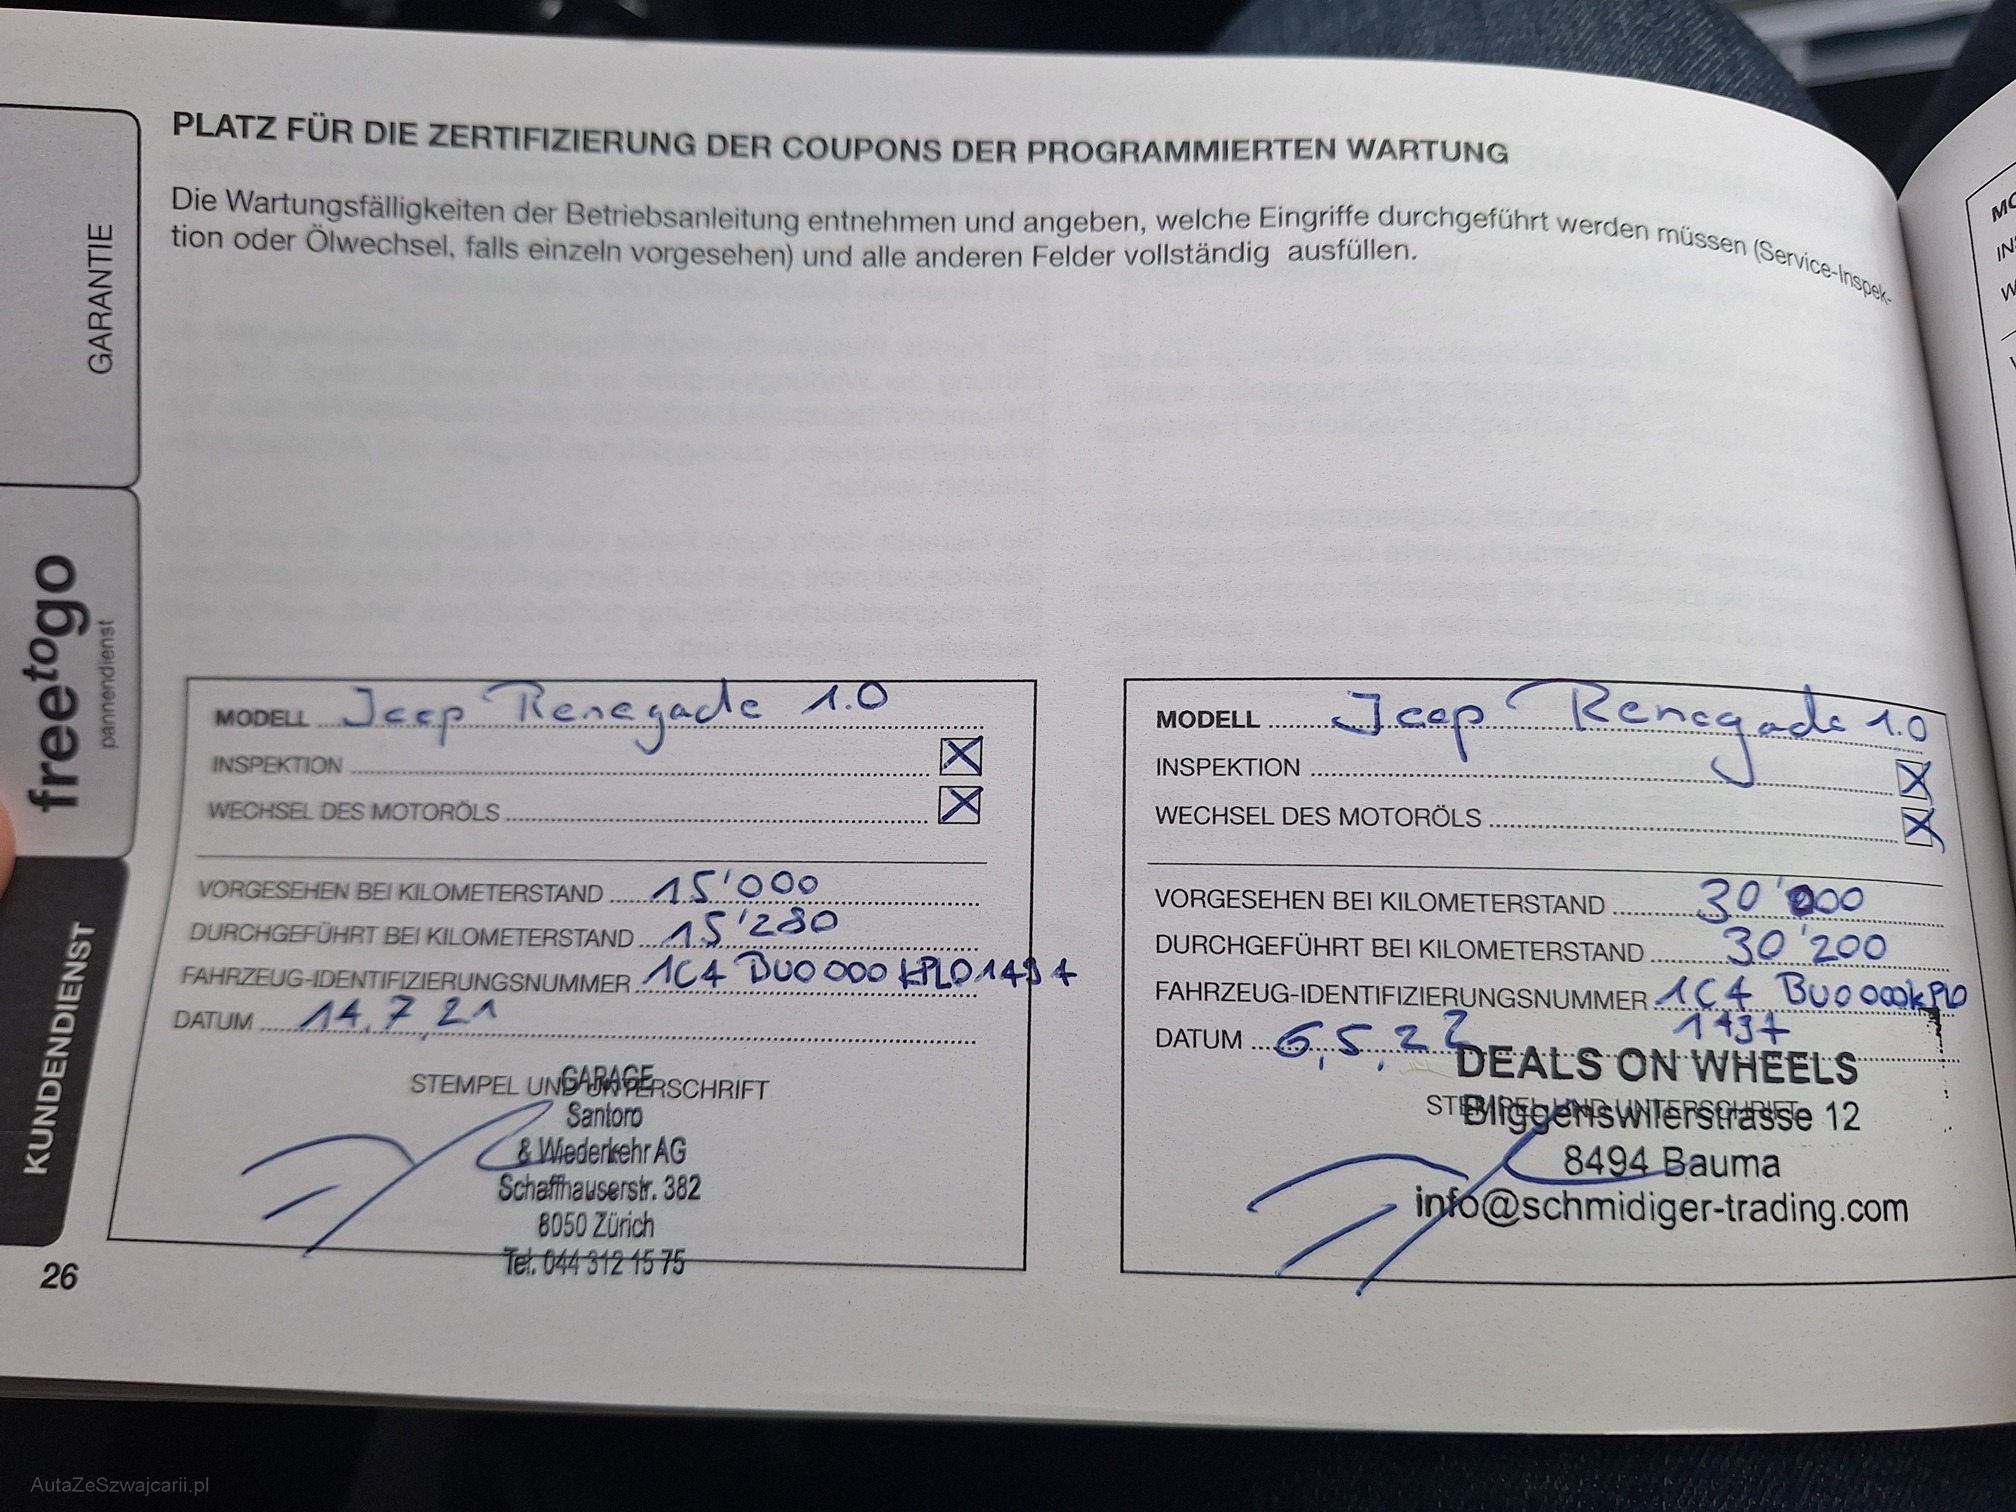 GARANTIE
freetogo
pannendienst
KUNDENDIENST
26
PLATZ FÜR DIE ZERTIFIZIERUNG DER COUPONS DER PROGRAMMIERTEN WARTUNG
Die Wartungsfälligkeiten der Betriebsanleitung entnehmen und angeben, welche Eingriffe durchgeführt werden müssen (Service-Inspek-
tion oder Ölwechsel, falls einzeln vorgesehen) und alle anderen Felder vollständig ausfüllen.
MODELL Jeep Renegade 1.0
INSPEKTION X
WECHSEL DES MOTORÖLS X
VORGESEHEN BEI KILOMETERSTAND 15'000
DURCHGEFÜHRT BEI KILOMETERSTAND 15'280
FAHRZEUG-IDENTIFIZIERUNGSNUMMER 1C4 BU0000
DATUM 14.7.21
STEMPEL UND UNTERSCHRIFT
GARAGE
Santoro
& Wiederkehr AG
Schaffhauserstr. 382
8050 Zürich
Tel. 044 312 15 75
MODELL Jeep Renegade 1.0
INSPEKTION X
WECHSEL DES MOTORÖLS X
VORGESEHEN BEI KILOMETERSTAND 30'000
DURCHGEFÜHRT BEI KILOMETERSTAND 30'200
FAHRZEUG-IDENTIFIZIERUNGSNUMMER 1C4 BU0000KPL0
DATUM 6.5.22
DEALS ON WHEELS
STEMPEL UND UNTERSCHRIFT
Bliggenswilerstrasse 12
8494 Bauma
info@schmidiger-trading.com
AutaZeSzwajcarii.pl